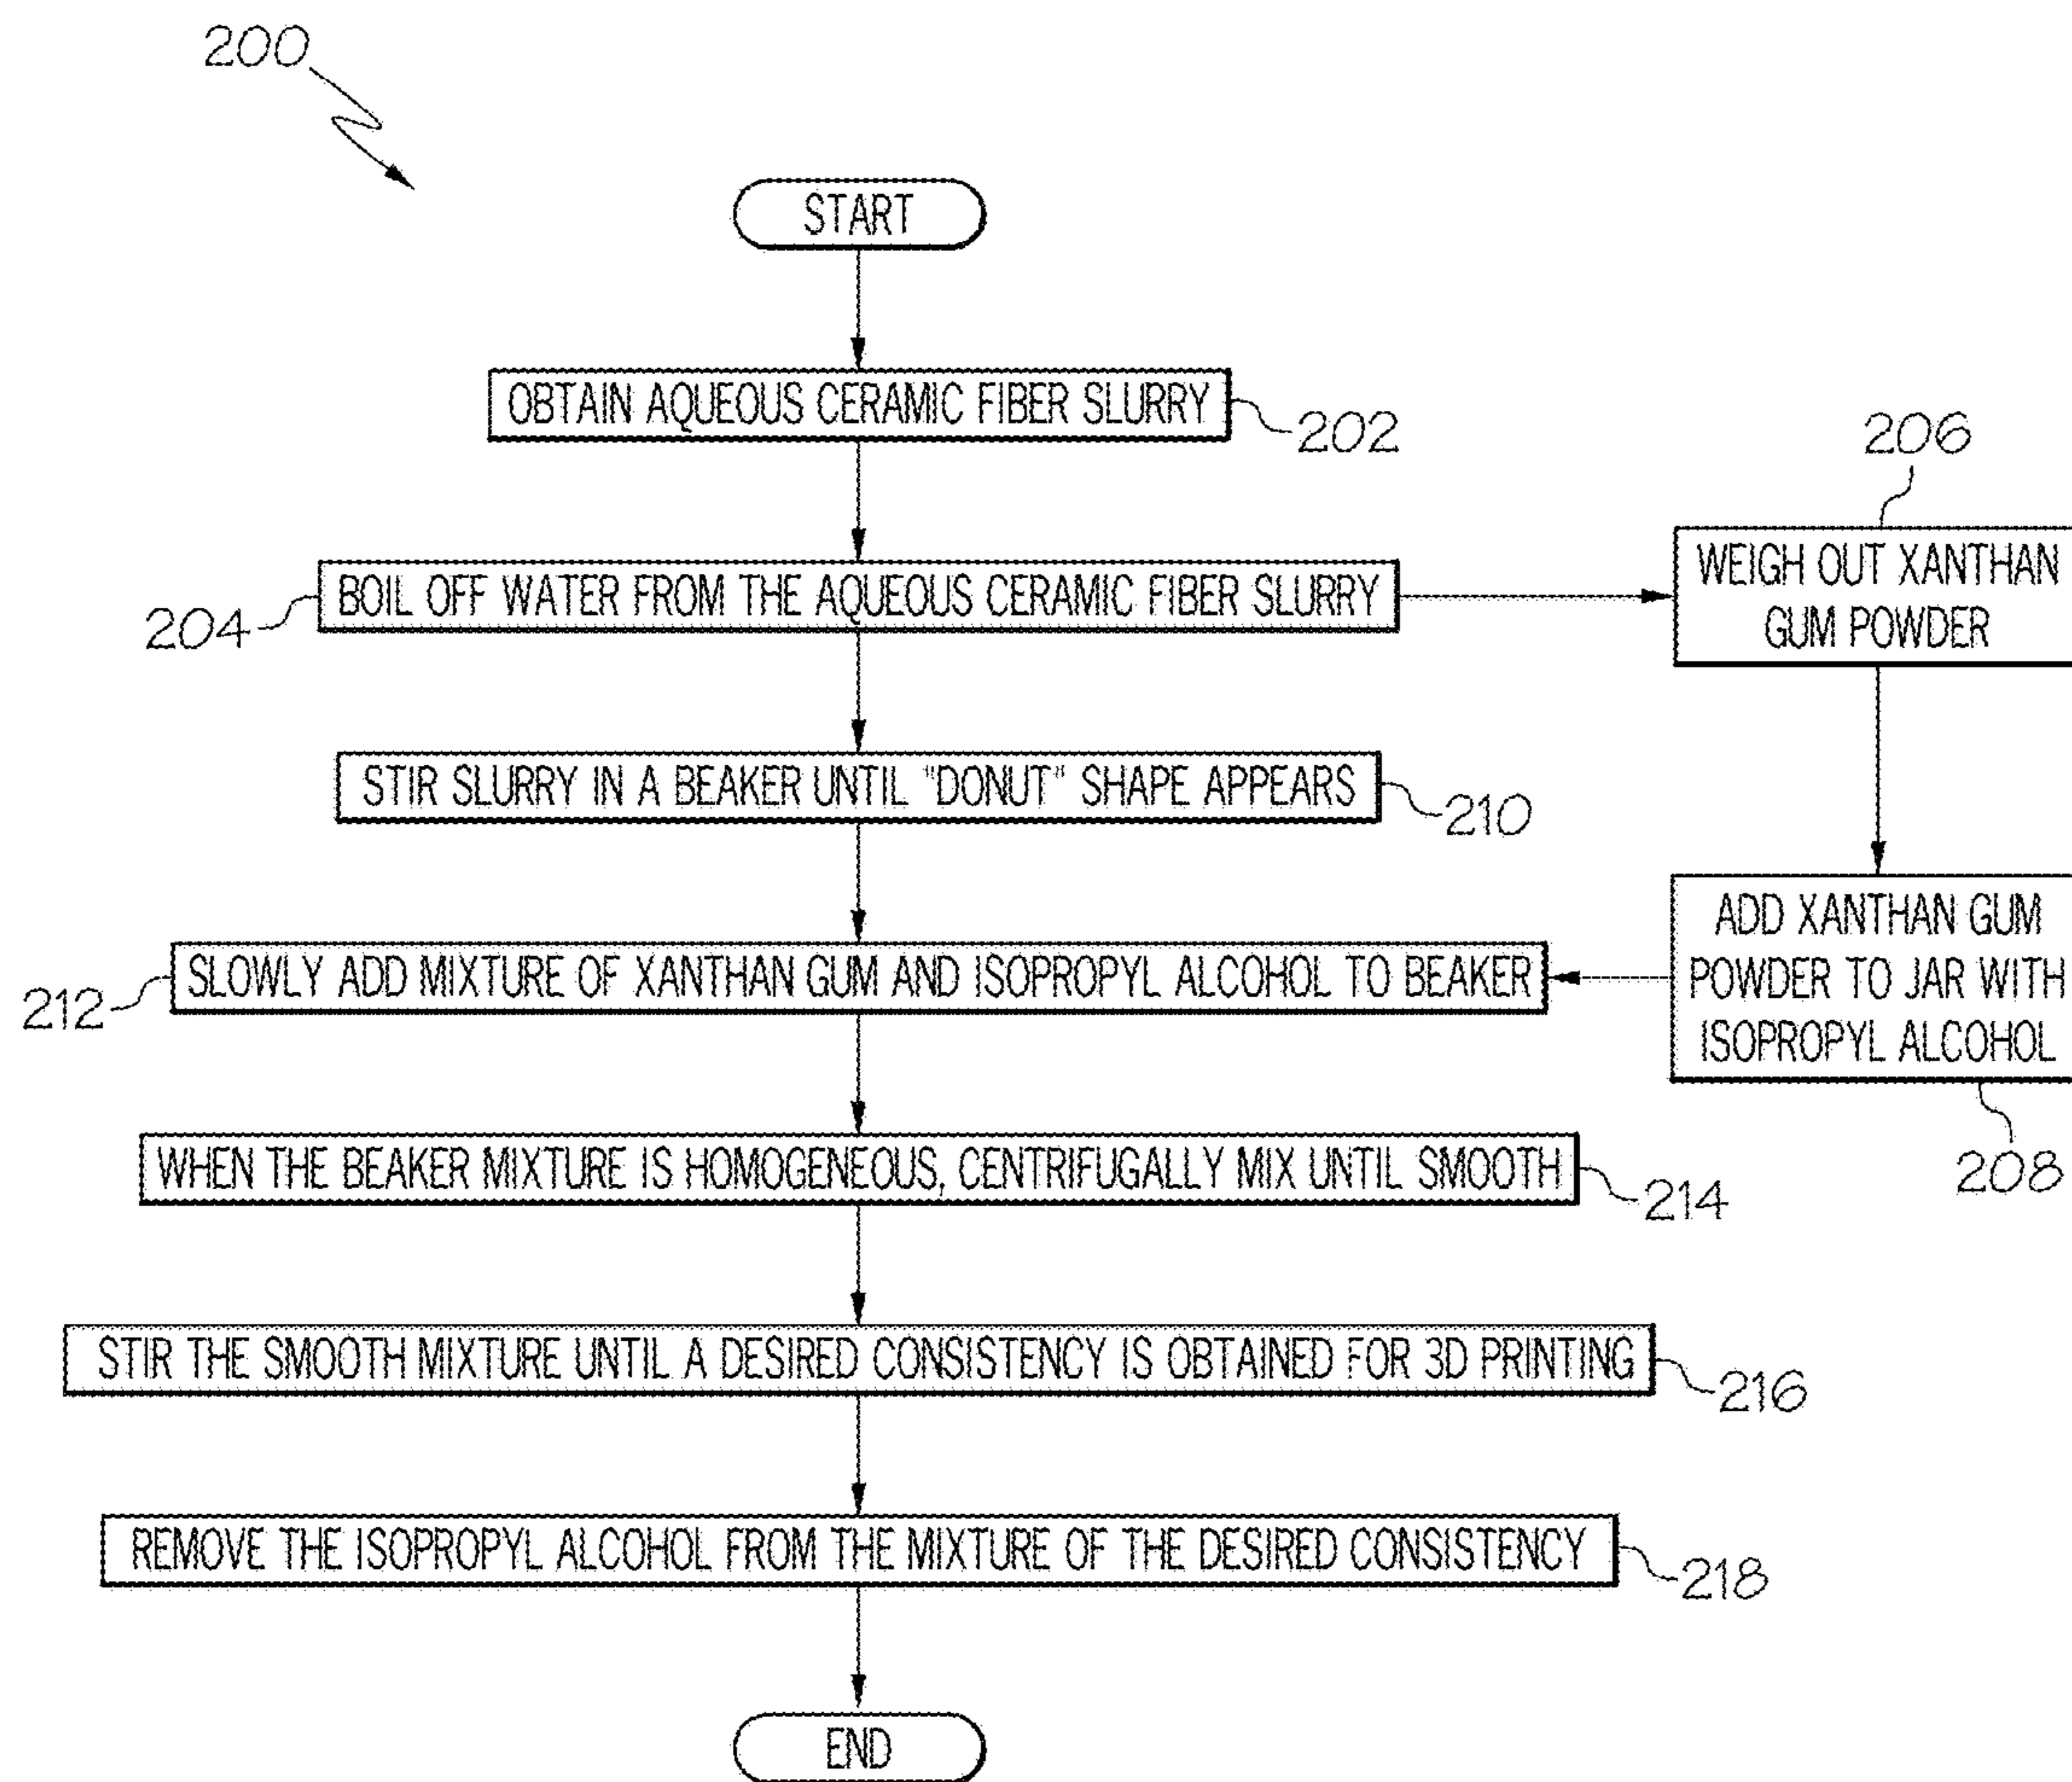 200
START
OBTAIN AQUEOUS CERAMIC FIBER SLURRY
202
BOIL OFF WATER FROM THE AQUEOUS CERAMIC FIBER SLURRY
204
206
WEIGH OUT XANTHAN
GUM POWDER
STIR SLURRY IN A BEAKER UNTIL "DONUT" SHAPE APPEARS
210
ADD XANTHAN GUM
POWDER TO JAR WITH
ISOPROPYL ALCOHOL
208
SLOWLY ADD MIXTURE OF XANTHAN GUM AND ISOPROPYL ALCOHOL TO BEAKER
212
WHEN THE BEAKER MIXTURE IS HOMOGENEOUS, CENTRIFUGALLY MIX UNTIL SMOOTH
214
STIR THE SMOOTH MIXTURE UNTIL A DESIRED CONSISTENCY IS OBTAINED FOR 3D PRINTING
216
REMOVE THE ISOPROPYL ALCOHOL FROM THE MIXTURE OF THE DESIRED CONSISTENCY
218
END